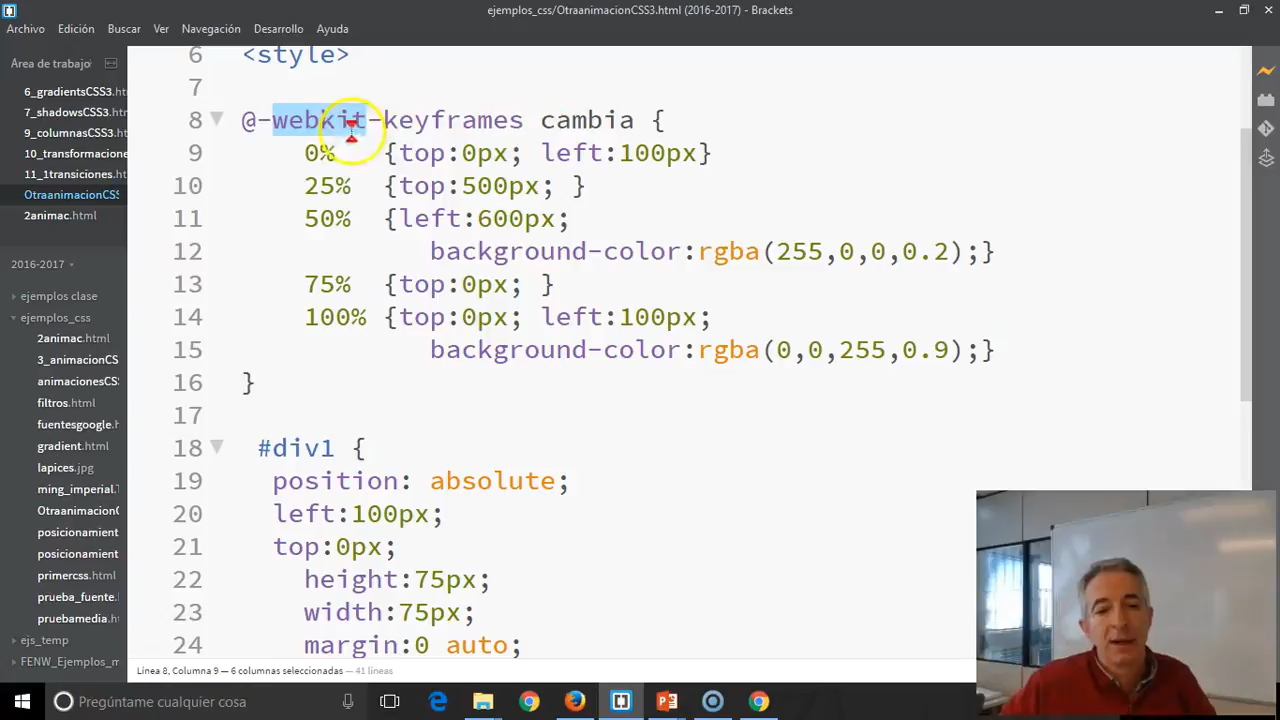 ejemplos_css/OtraanimacionCSS3.html (2016-2017) - Brackets
Archivo Edición Buscar Ver Navegación Desarrollo Ayuda
Área de trabajo
6_gradientsCSS3.htm
7_shadowsCSS3.htm
9_columnasCSS3.htm
10_transformacione
11_1transiciones.ht
OtraanimacionCSS
2animac.html
2016-2017
ejemplos clase
ejemplos_css
2animac.html
3_animacionCS
animacionesCSS
filtros.html
fuentesgoogle.h
gradient.html
lapices.jpg
ming_imperial.T
OtraanimacionC
posicionamient
posicionamient
primercss.html
prueba_fuente.
pruebamedia.ht
ejs_temp
FENW_Ejemplos_m
6 <style>
7
8 @-webkit-keyframes cambia {
9 0% {top:0px; left:100px}
10 25% {top:500px; }
11 50% {left:600px;
12 background-color:rgba(255,0,0,0.2);}
13 75% {top:0px; }
14 100% {top:0px; left:100px;
15 background-color:rgba(0,0,255,0.9);}
16 }
17
18 #div1 {
19 position: absolute;
20 left:100px;
21 top:0px;
22 height:75px;
23 width:75px;
24 margin:0 auto;
Línea 8, Columna 9 — 6 columnas seleccionadas — 41 líneas
Pregúntame cualquier cosa